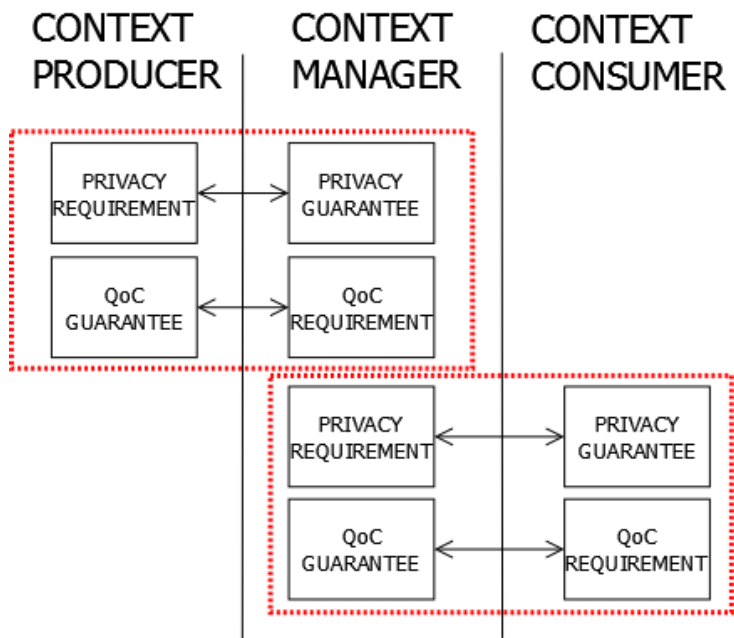 CONTEXT
PRODUCER
CONTEXT
MANAGER
CONTEXT
CONSUMER
PRIVACY
REQUIREMENT
PRIVACY
GUARANTEE
QoC
GUARANTEE
QoC
REQUIREMENT
PRIVACY
REQUIREMENT
PRIVACY
GUARANTEE
QoC
GUARANTEE
QoC
REQUIREMENT